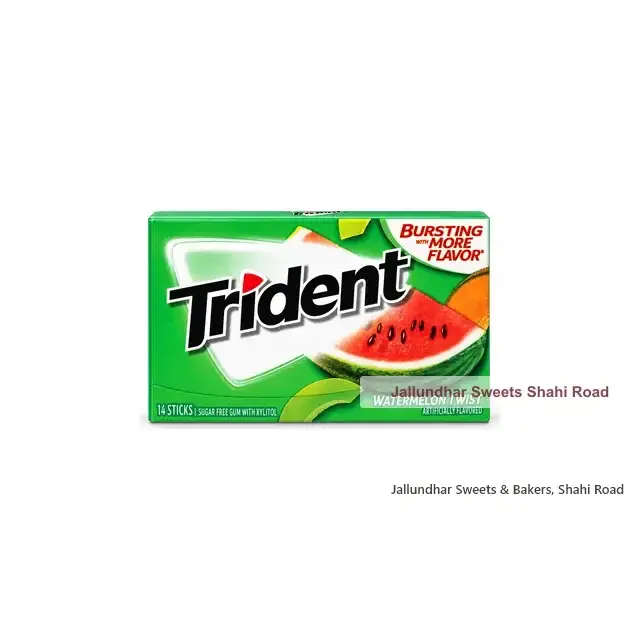 BURSTING
WITH MORE
FLAVOR*
Trident
Jallundhar Sweets Shahi Road
WATERMELON TWIST
14 STICKS | SUGAR FREE GUM WITH XYLITOL
ARTIFICIALLY FLAVORED
Jallundhar Sweets & Bakers, Shahi Road